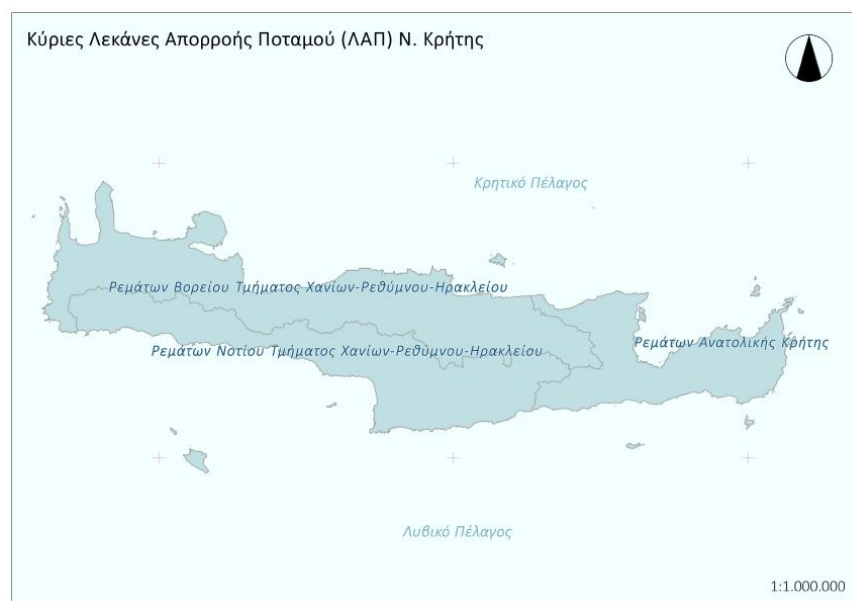 Κύριες Λεκάνες Απορροής Ποταμού (ΛΑΠ) Ν. Κρήτης
Κρητικό Πέλαγος
Ρεμάτων Βορείου Τμήματος Χανίων-Ρεθύμνου-Ηρακλείου
Ρεμάτων Ανατολικής Κρήτης
Ρεμάτων Νοτίου Τμήματος Χανίων-Ρεθύμνου-Ηρακλείου
Λυβικό Πέλαγος
1:1.000.000